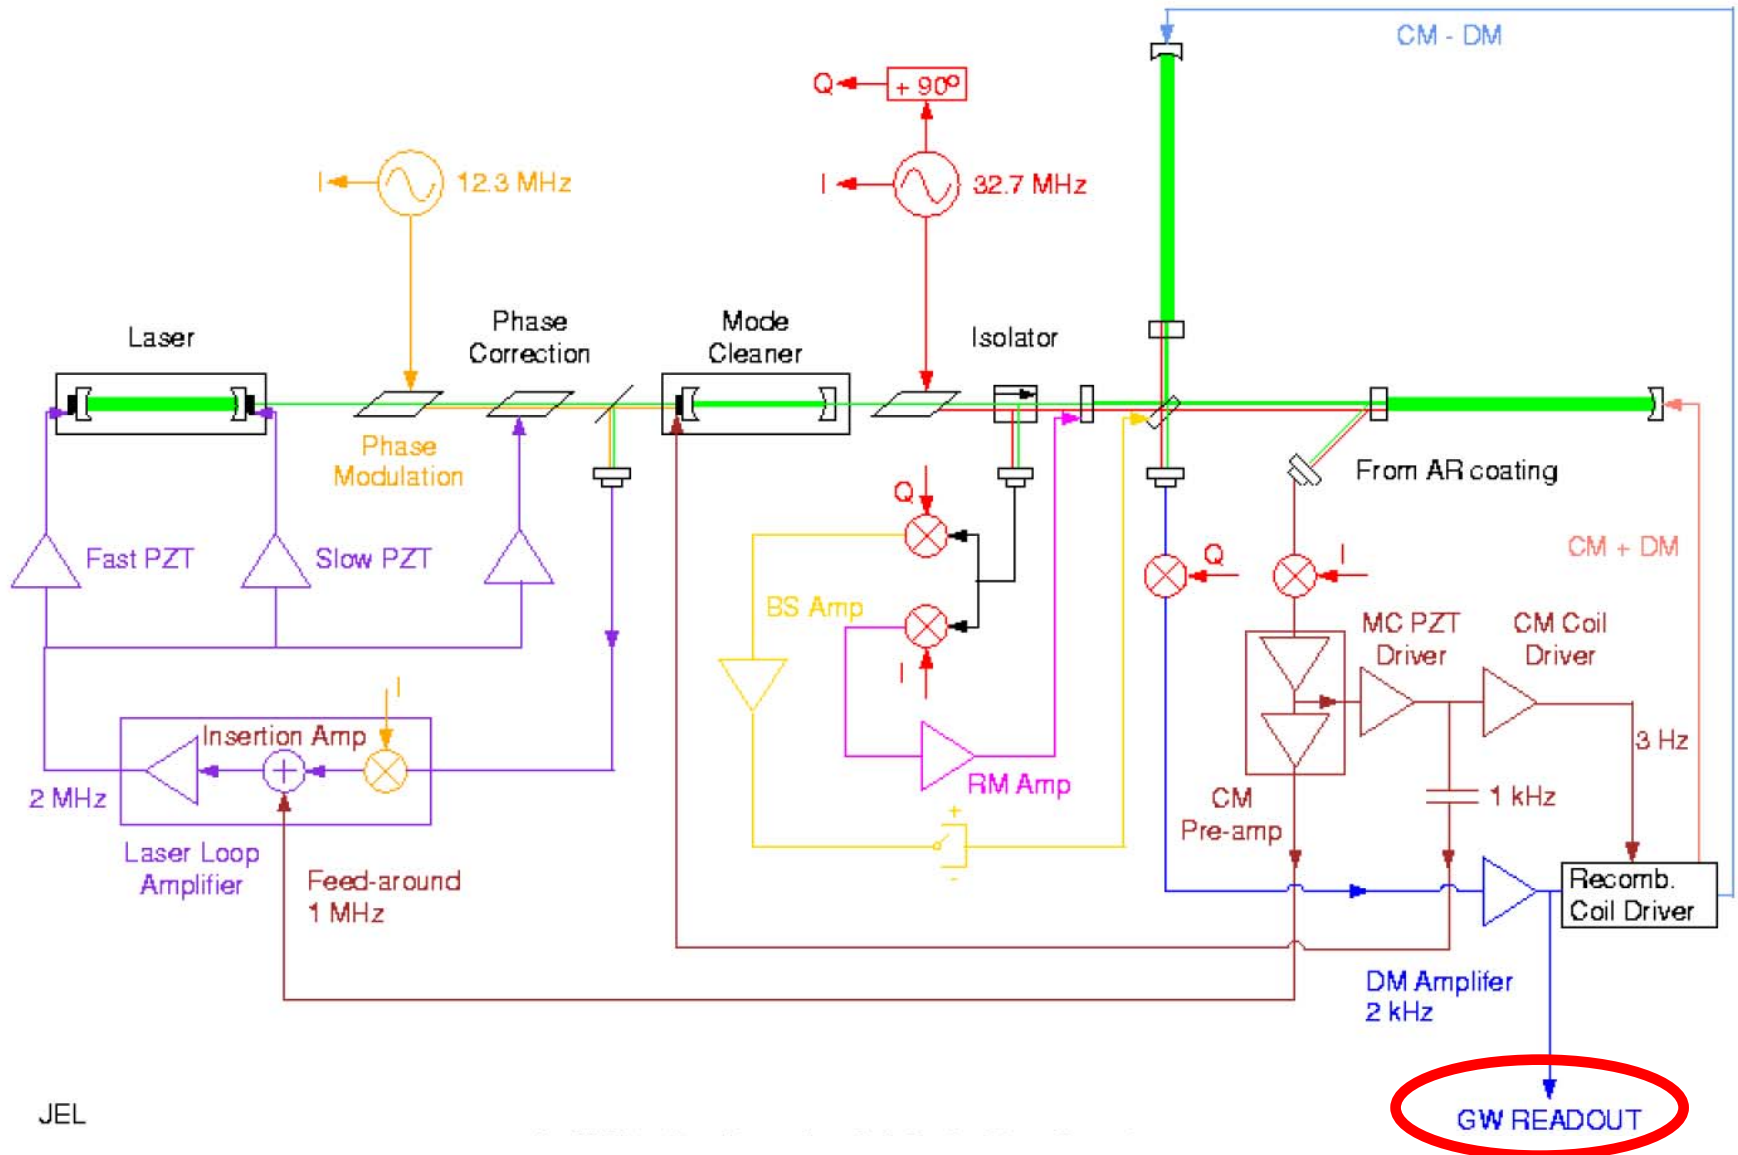 CM - DM
Q
+ 90º
I
12.3 MHz
I
32.7 MHz
Laser
Phase
Correction
Mode
Cleaner
Isolator
Phase
Modulation
From AR coating
Q
Fast PZT
Slow PZT
Q
I
CM + DM
BS Amp
MC PZT
Driver
CM Coil
Driver
I
I
Insertion Amp
3 Hz
RM Amp
2 MHz
CM
Pre-amp
1 kHz
+
-
Laser Loop
Amplifier
Feed-around
1 MHz
Recomb.
Coil Driver
DM Amplifer
2 kHz
JEL
GW READOUT